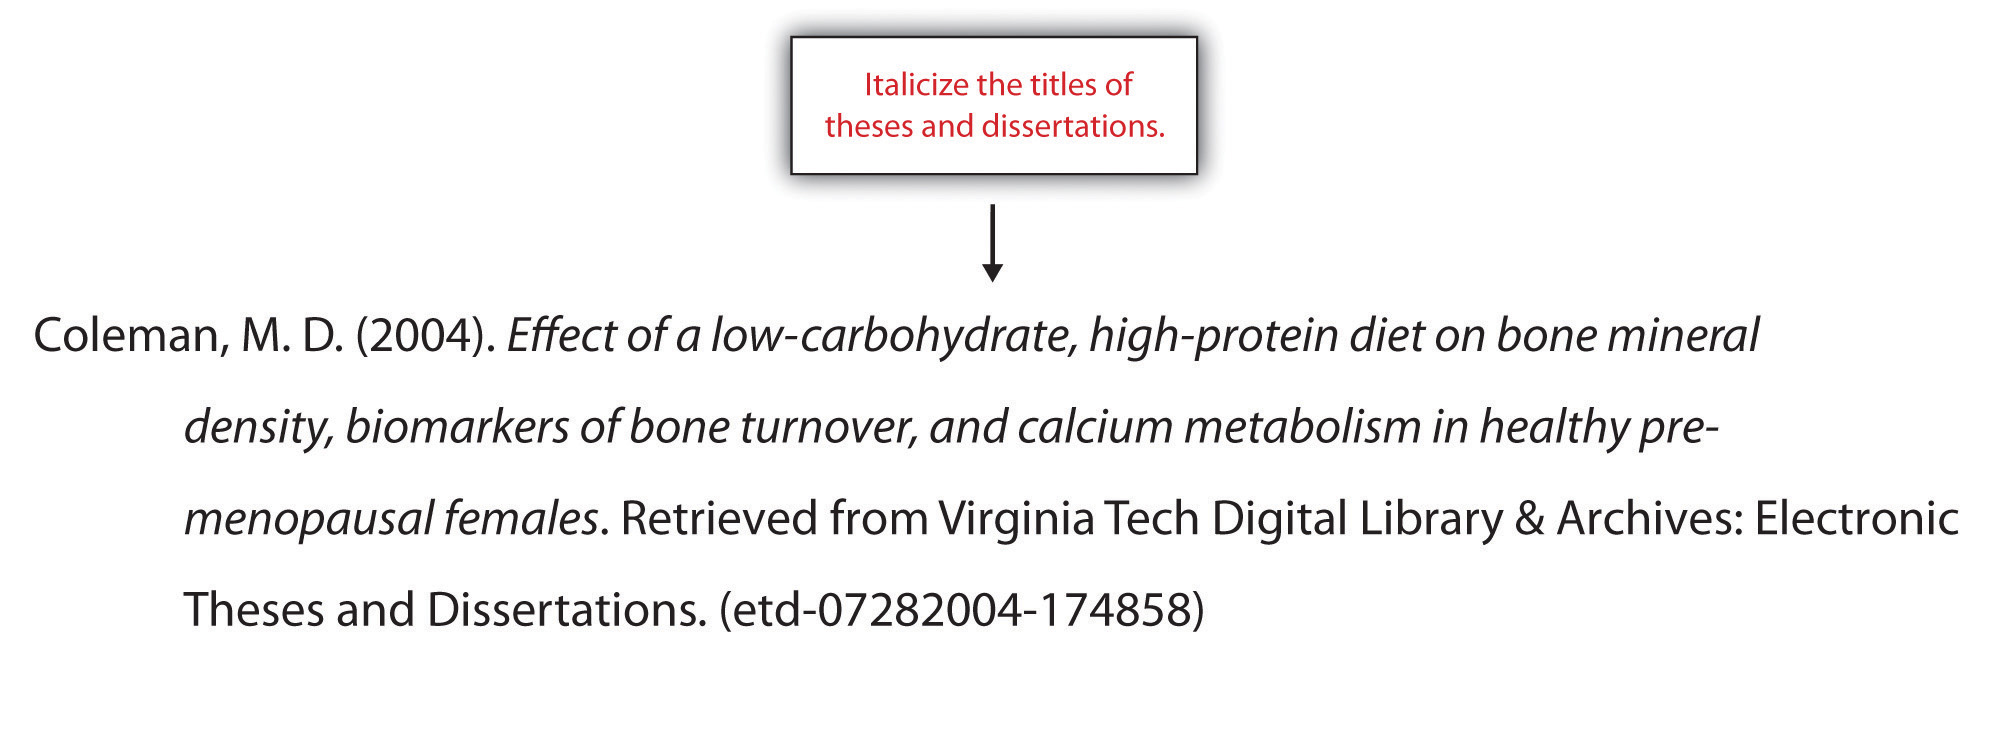 Italicize the titles of
theses and dissertations.
Coleman, M. D. (2004). Effect of a low-carbohydrate, high-protein diet on bone mineral
density, biomarkers of bone turnover, and calcium metabolism in healthy pre-
menopausal females. Retrieved from Virginia Tech Digital Library & Archives: Electronic
Theses and Dissertations. (etd-07282004-174858)